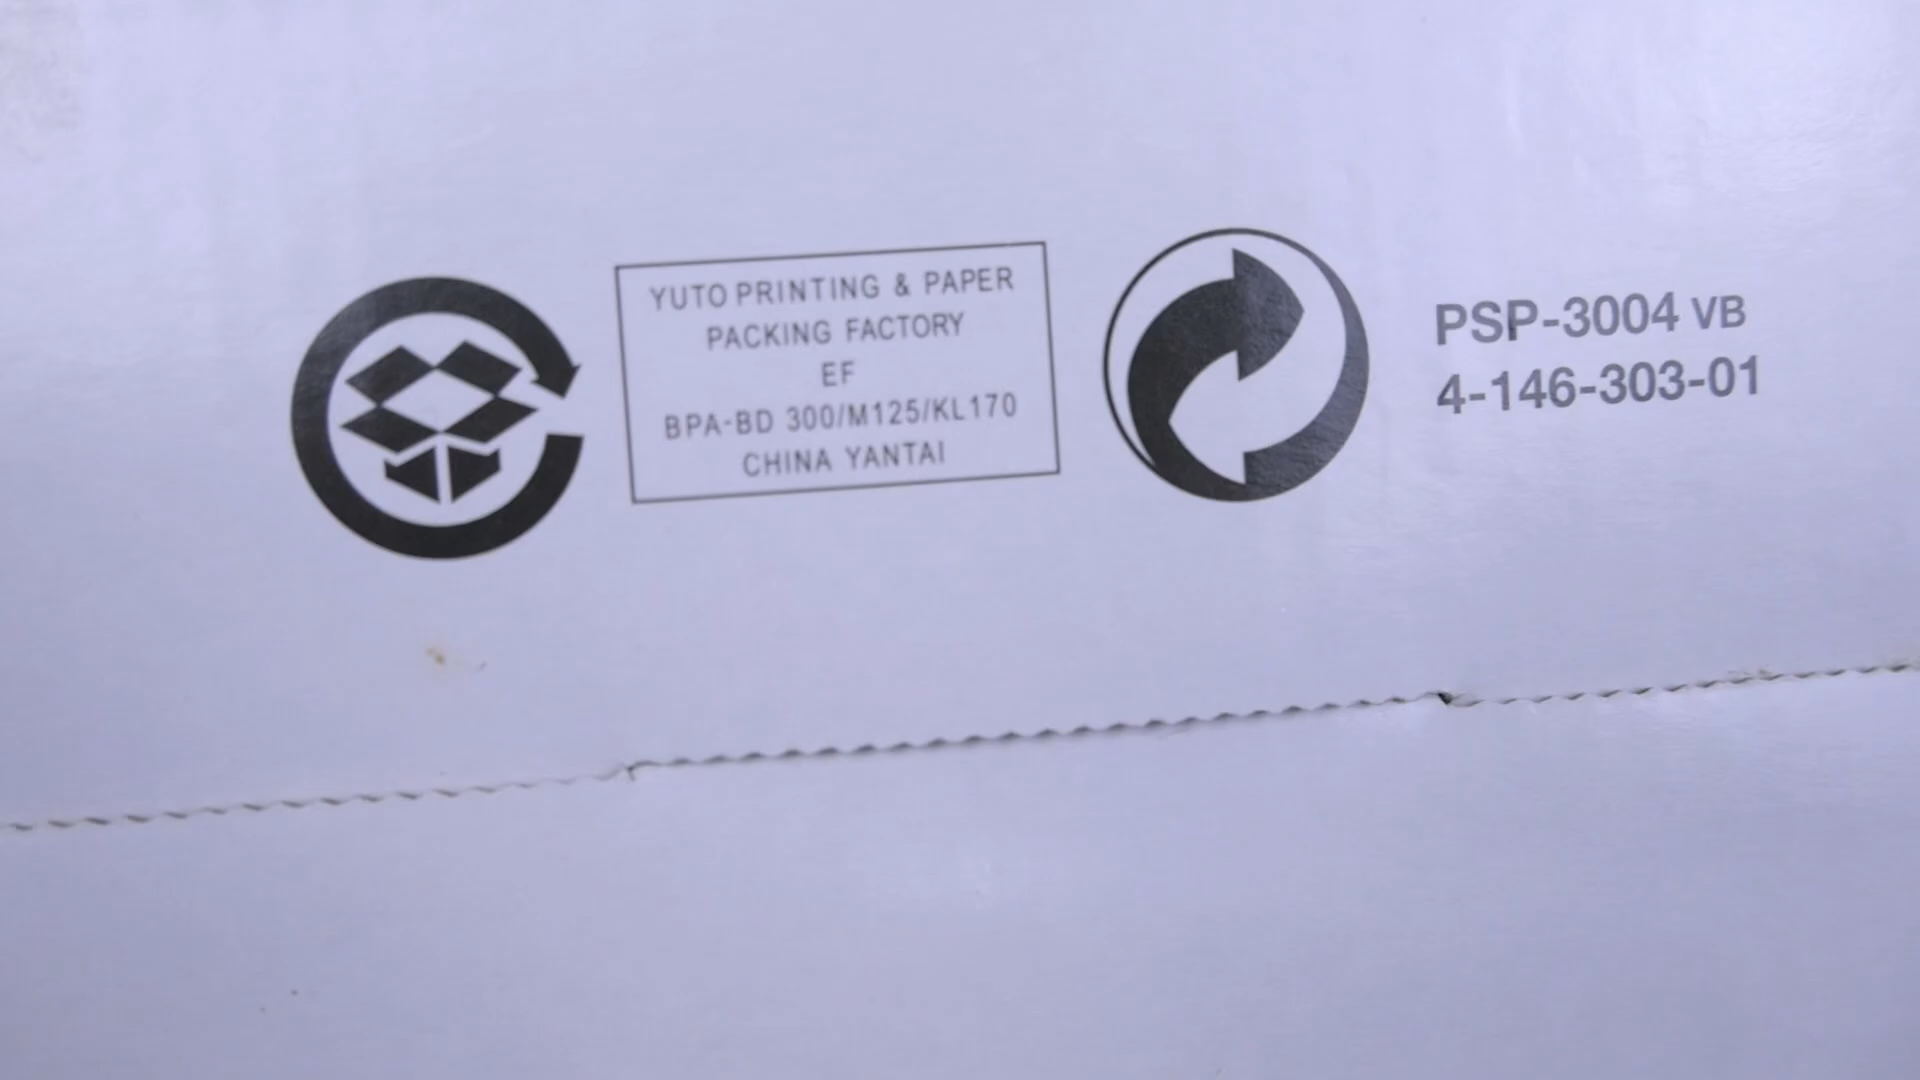 YUTO PRINTING & PAPER
PACKING FACTORY
EF
BPA-BD 300/M125/KL170
CHINA YANTAI
PSP-3004 VB
4-146-303-01